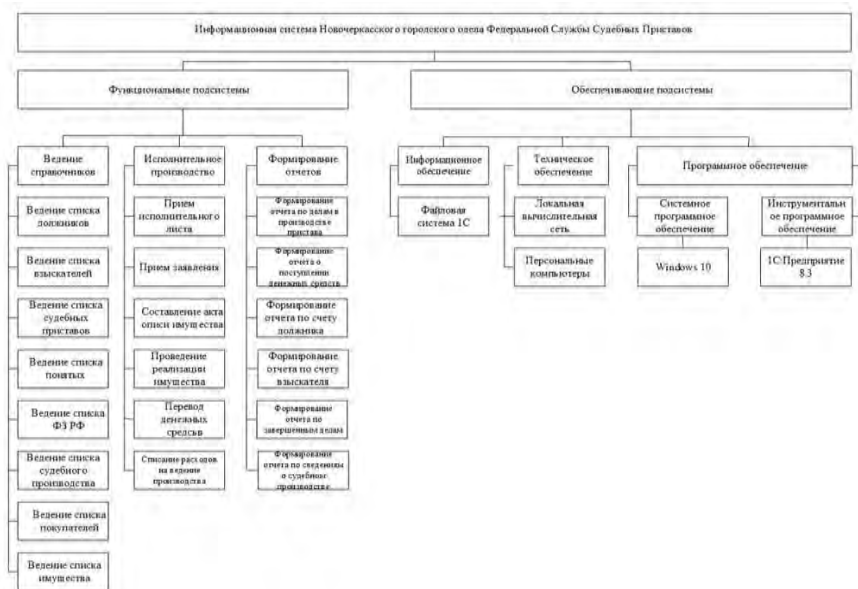 Информационная система Новочеркасского городского одела Федеральной Службы Судебных Приставов
Функциональные подсистемы
Обеспечивающие подсистемы
Ведение
справочников
Ведение списка
должников
Ведение списка
взыскателей
Ведение списка
судебных
приставов
Ведение списка
понятых
Ведение списка
ФЗ РФ
Ведение списка
судебного
производства
Ведение списка
покупателей
Ведение списка
имущества
Исполнительное
производство
Прием
исполнительного
листа
Прием заявления
Составление акта
описи имущества
Проведение
реализации
имущества
Перевод
денежных
средсьв
Списание расходов
на ведение
производства
Формирование
отчетов
Формирование
отчета по делам в
производстве
пристава
Формирование
отчета о
поступлении
денежных средств
Формирование
отчета по счету
должника
Формирование
отчета по счету
взыскателя
Формирование
отчета по
завершенным делам
Формирование
отчета по сведениям
о судебны
производстве
Информационное
обеспечение
Файловая
система 1С
Техническое
обеспечение
Локальная
вычислительная
сеть
Персональные
компьютеры
Программное обеспечение
Системное
программное
обеспечение
Windows 10
Инструментальн
ое программное
обеспечение
1С:Предприятие
8.3